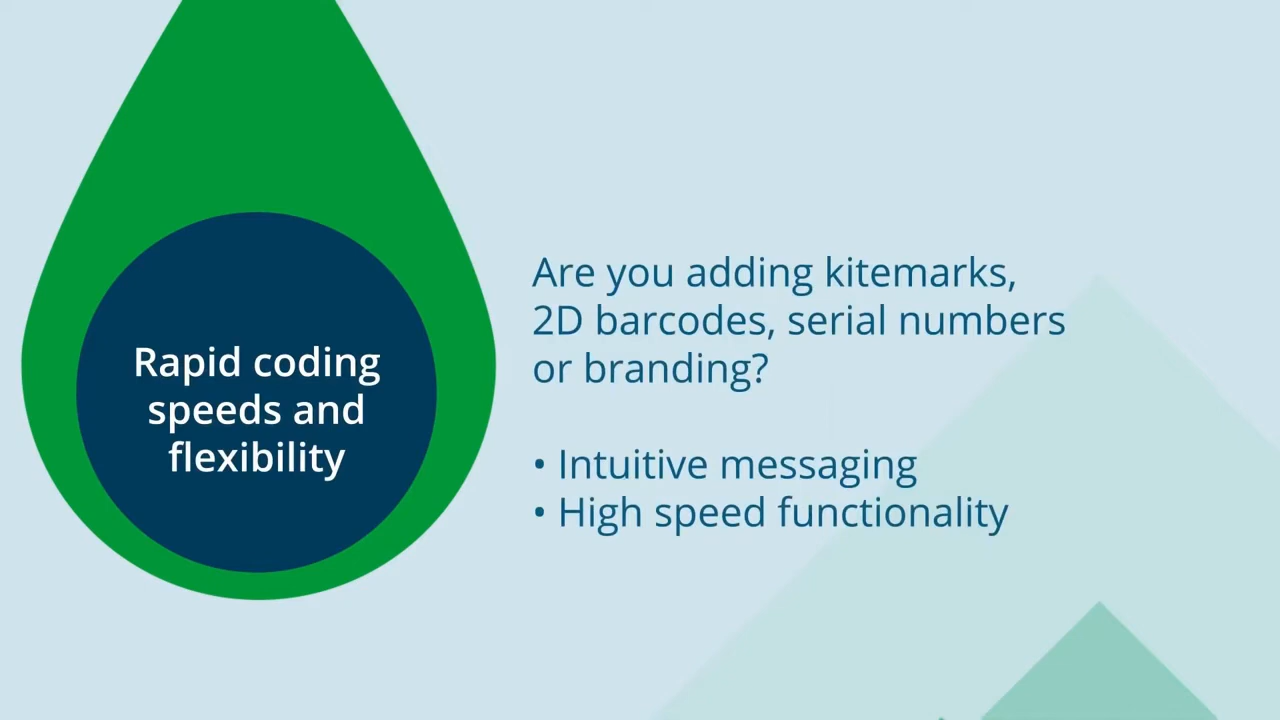 Rapid coding
speeds and
flexibility
Are you adding kitemarks,
2D barcodes, serial numbers
or branding?
• Intuitive messaging
• High speed functionality